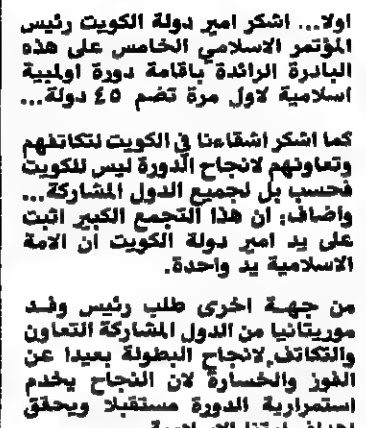 اولا... اشكر امير دولة الكويت رئيس
المؤتمر الاسلامي الخامس على هذه
البادرة الرائدة باقامة دورة اولمبية
اسلامية لاول مرة تضم ٤٥ دولة...
كما اشكر اشقاءنا في الكويت لتكاتفهم
وتعاونهم لانجاح الدورة ليس للكويت
فحسب بل لجميع الدول المشاركة...
واضاف: ان هذا التجمع الكبير اثبت
على يد امير دولة الكويت ان الامة
الاسلامية يد واحدة.
من جهة اخرى طلب رئيس وفد
موريتانيا من الدول المشاركة التعاون
والتكاتف لانجاح البطولة بعيدا عن
الفوز والخسارة لان النجاح يخدم
استمرارية الدورة مستقبلا ويحقق